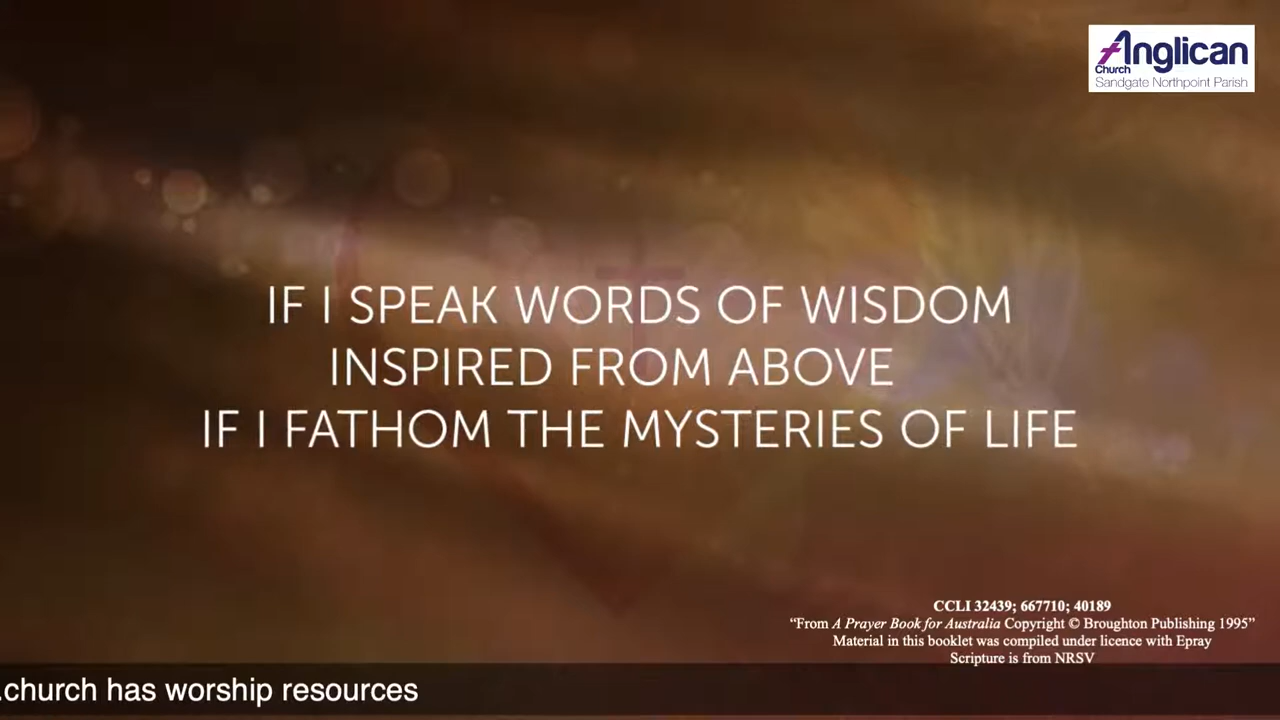 Anglican
Church
Sandgate Northpoint Parish
IF I SPEAK WORDS OF WISDOM
INSPIRED FROM ABOVE
IF I FATHOM THE MYSTERIES OF LIFE
CCLI 32439; 667710; 40189
“From A Prayer Book for Australia Copyright © Broughton Publishing 1995”
Material in this booklet was compiled under licence with Epray
Scripture is from NRSV
.church has worship resources